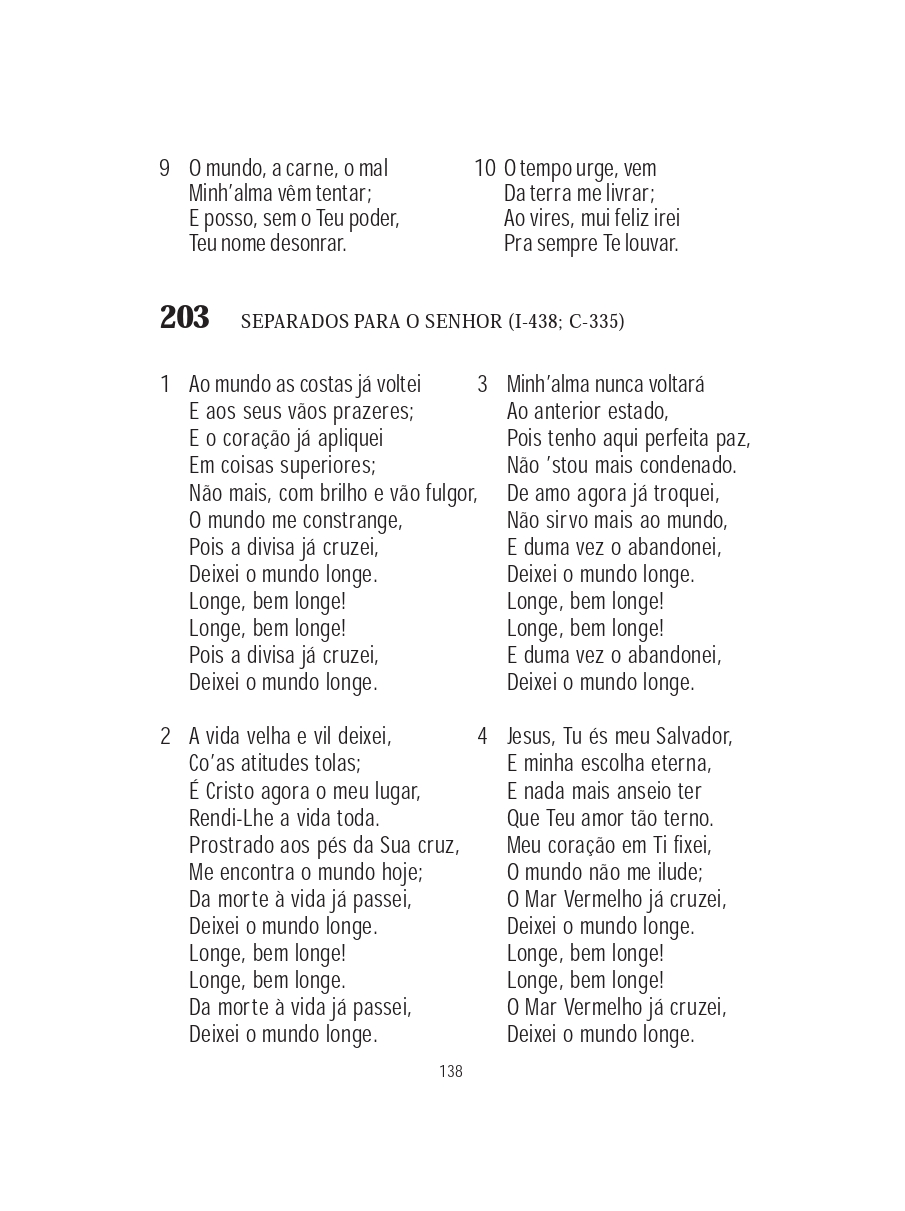 9 O mundo, a carne, o mal
Minh’alma vêm tentar;
E posso, sem o Teu poder,
Teu nome desonrar.
10 O tempo urge, vem
Da terra me livrar;
Ao vires, mui feliz irei
Pra sempre Te louvar.
203 SEPARADOS PARA O SENHOR (I-438; C-335)
1 Ao mundo as costas já voltei
E aos seus vãos prazeres;
E o coração já apliquei
Em coisas superiores;
Não mais, com brilho e vão fulgor,
O mundo me constrange,
Pois a divisa já cruzei,
Deixei o mundo longe.
Longe, bem longe!
Longe, bem longe!
Pois a divisa já cruzei,
Deixei o mundo longe.
2 A vida velha e vil deixei,
Co’as atitudes tolas;
É Cristo agora o meu lugar,
Rendi-Lhe a vida toda.
Prostrado aos pés da Sua cruz,
Me encontra o mundo hoje;
Da morte à vida já passei,
Deixei o mundo longe.
Longe, bem longe!
Longe, bem longe.
Da morte à vida já passei,
Deixei o mundo longe.
3 Minh’alma nunca voltará
Ao anterior estado,
Pois tenho aqui perfeita paz,
Não ’stou mais condenado.
De amo agora já troquei,
Não sirvo mais ao mundo,
E duma vez o abandonei,
Deixei o mundo longe.
Longe, bem longe!
Longe, bem longe!
E duma vez o abandonei,
Deixei o mundo longe.
4 Jesus, Tu és meu Salvador,
E minha escolha eterna,
E nada mais anseio ter
Que Teu amor tão terno.
Meu coração em Ti fixei,
O mundo não me ilude;
O Mar Vermelho já cruzei,
Deixei o mundo longe.
Longe, bem longe!
Longe, bem longe!
O Mar Vermelho já cruzei,
Deixei o mundo longe.
138